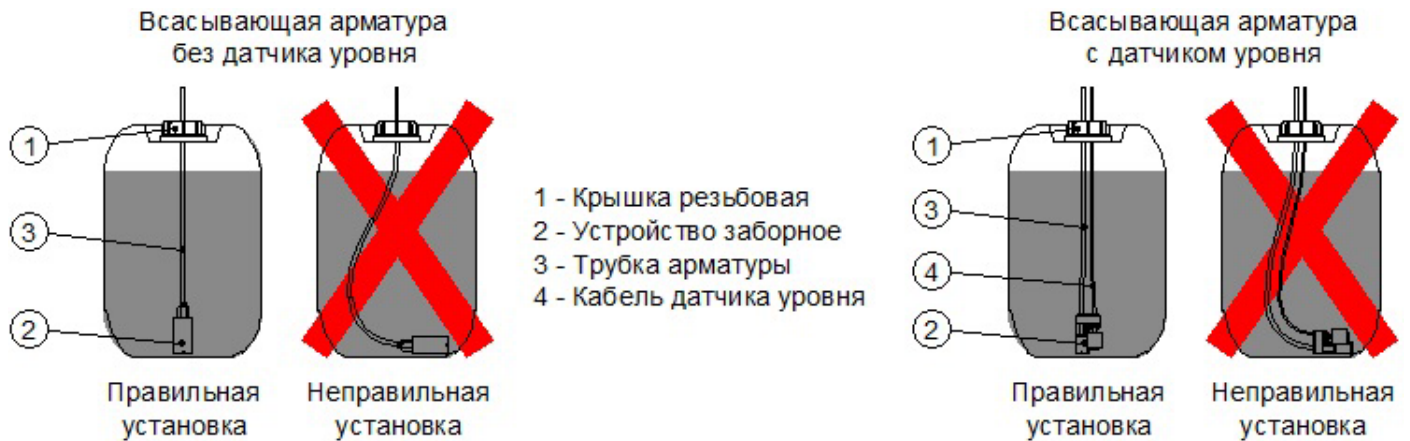 Всасывающая арматура
без датчика уровня
1
3
2
Правильная
установка
Неправильная
установка
1 - Крышка резьбовая
2 - Устройство заборное
3 - Трубка арматуры
4 - Кабель датчика уровня
Всасывающая арматура
с датчиком уровня
1
3
4
2
Правильная
установка
Неправильная
установка